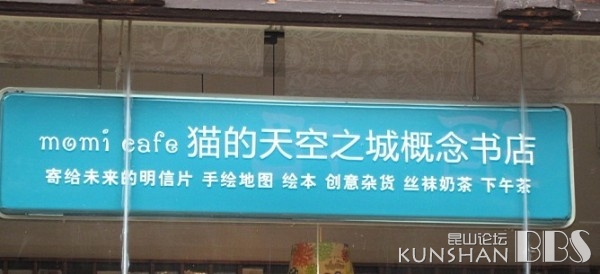 momi cafe 猫的天空之城概念书店
寄给未来的明信片 手绘地图 绘本 创意杂货 丝袜奶茶 下午茶
昆山论坛
KUNSHAN BBS